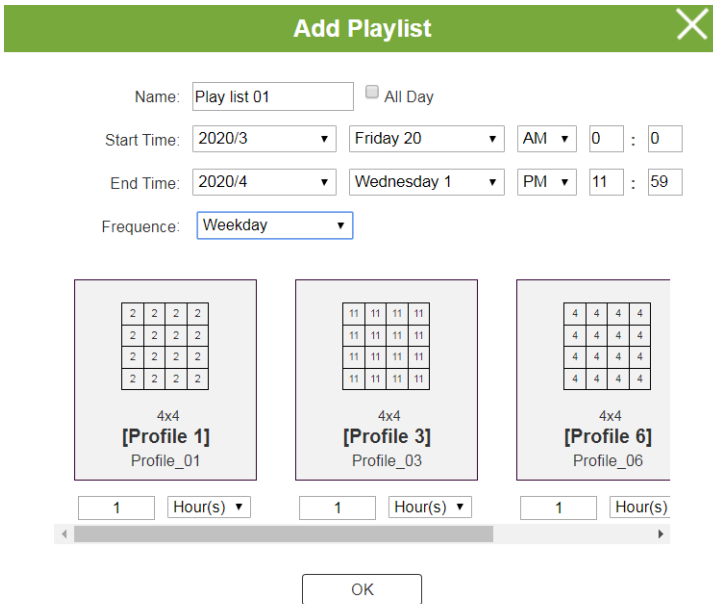 Add Playlist
Name: Play list 01 All Day
Start Time: 2020/3 Friday 20 AM 0 : 0
End Time: 2020/4 Wednesday 1 PM 11 : 59
Frequence: Weekday
2 2 2 2 11 11 11 11 4 4 4 4
2 2 2 2 11 11 11 11 4 4 4 4
2 2 2 2 11 11 11 11 4 4 4 4
2 2 2 2 11 11 11 11 4 4 4 4
4x4 4x4 4x4
[Profile 1] [Profile 3] [Profile 6]
Profile_01 Profile_03 Profile_06
1 Hour(s) 1 Hour(s) 1 Hour(s)
OK